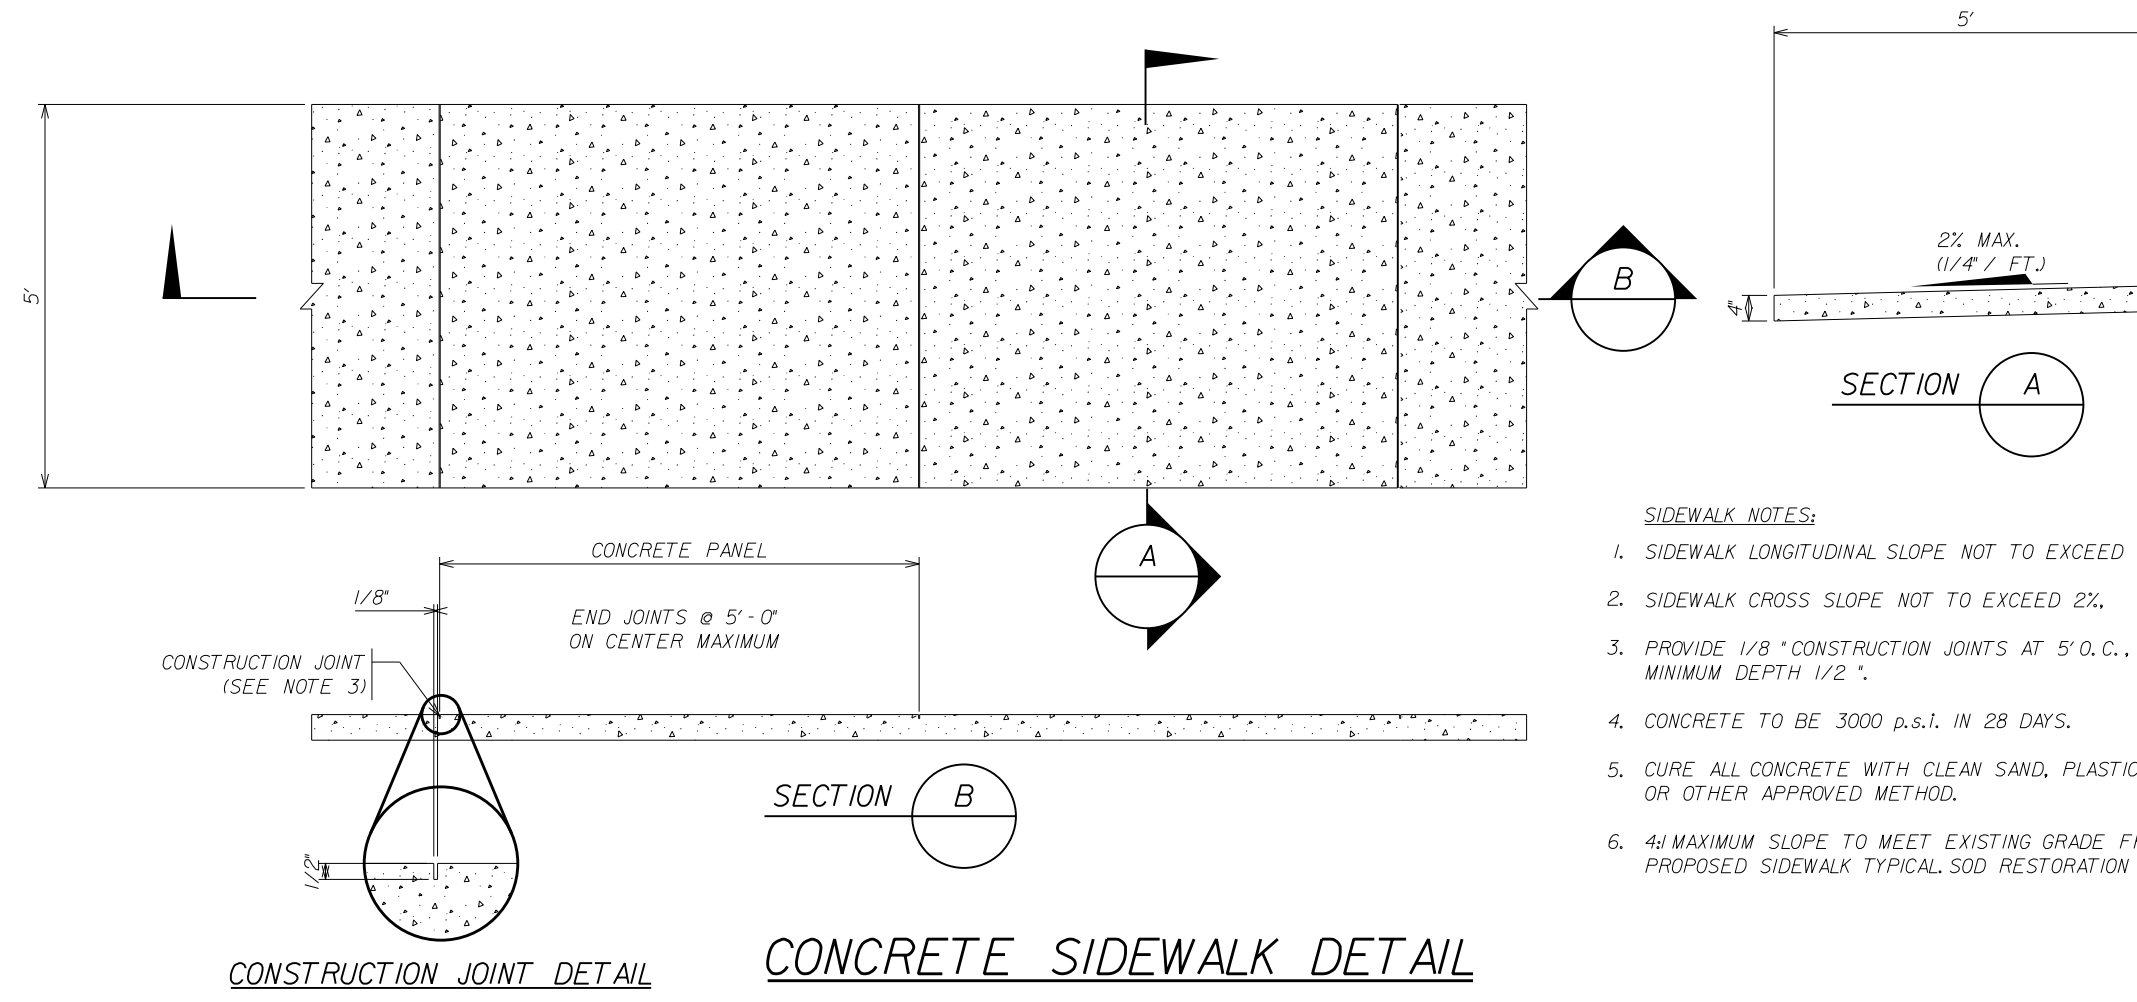 5'
5'
2% MAX.
(1/4" / FT.)
4"
B
SECTION A
A
CONCRETE PANEL
1/8"
END JOINTS @ 5'-0"
ON CENTER MAXIMUM
CONSTRUCTION JOINT
(SEE NOTE 3)
SECTION B
1/2"
CONSTRUCTION JOINT DETAIL
CONCRETE SIDEWALK DETAIL
SIDEWALK NOTES:
1. SIDEWALK LONGITUDINAL SLOPE NOT TO EXCEED
2. SIDEWALK CROSS SLOPE NOT TO EXCEED 2%,
3. PROVIDE 1/8 " CONSTRUCTION JOINTS AT 5' O.C.,
MINIMUM DEPTH 1/2 ".
4. CONCRETE TO BE 3000 p.s.i. IN 28 DAYS.
5. CURE ALL CONCRETE WITH CLEAN SAND, PLASTIC
OR OTHER APPROVED METHOD.
6. 4:1 MAXIMUM SLOPE TO MEET EXISTING GRADE
PROPOSED SIDEWALK TYPICAL. SOD RESTORATION